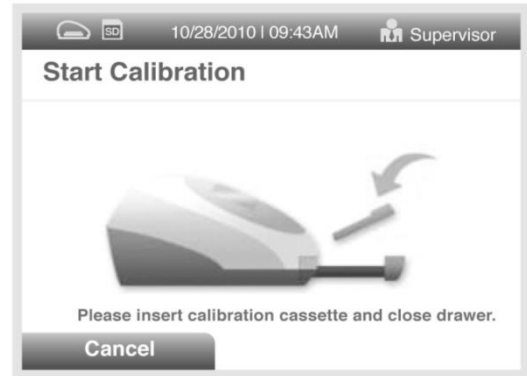 SD 10/28/2010 | 09:43AM Supervisor
Start Calibration
Please insert calibration cassette and close drawer.
Cancel